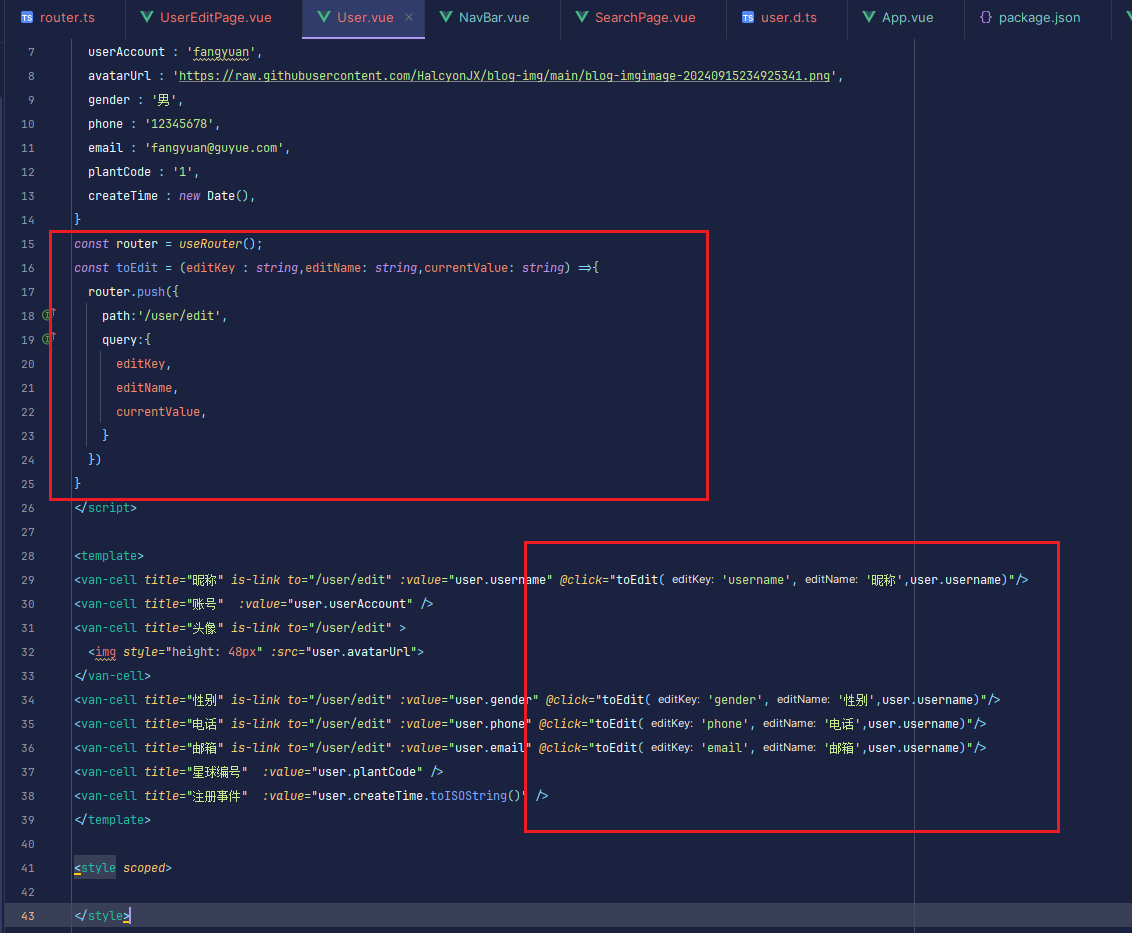 router.ts UserEditPage.vue User.vue × NavBar.vue SearchPage.vue user.d.ts App.vue {} package.json
7 userAccount : 'fangyuan',
8 avatarUrl : 'https://raw.githubusercontent.com/HalcyonJX/blog-img/main/blog-imgimage-20240915234925341.png',
9 gender : '男',
10 phone : '12345678',
11 email : 'fangyuan@guyue.com',
12 plantCode : '1',
13 createTime : new Date(),
14 }
15 const router = useRouter();
16 const toEdit = (editKey : string,editName: string,currentValue: string) =>{
17 router.push({
18 path:'/user/edit',
19 query:{
20 editKey,
21 editName,
22 currentValue,
23 }
24 })
25 }
26 </script>
27
28 <template>
29 <van-cell title="昵称" is-link to="/user/edit" :value="user.username" @click="toEdit( editKey: 'username', editName: '昵称',user.username)"/>
30 <van-cell title="账号"  :value="user.userAccount" />
31 <van-cell title="头像" is-link to="/user/edit" >
32 <img style="height: 48px" :src="user.avatarUrl">
33 </van-cell>
34 <van-cell title="性别" is-link to="/user/edit" :value="user.gender" @click="toEdit( editKey: 'gender', editName: '性别',user.username)"/>
35 <van-cell title="电话" is-link to="/user/edit" :value="user.phone" @click="toEdit( editKey: 'phone', editName: '电话',user.username)"/>
36 <van-cell title="邮箱" is-link to="/user/edit" :value="user.email" @click="toEdit( editKey: 'email', editName: '邮箱',user.username)"/>
37 <van-cell title="星球编号"  :value="user.plantCode" />
38 <van-cell title="注册事件"  :value="user.createTime.toISOString()" />
39 </template>
40
41 <style scoped>
42
43 </style>